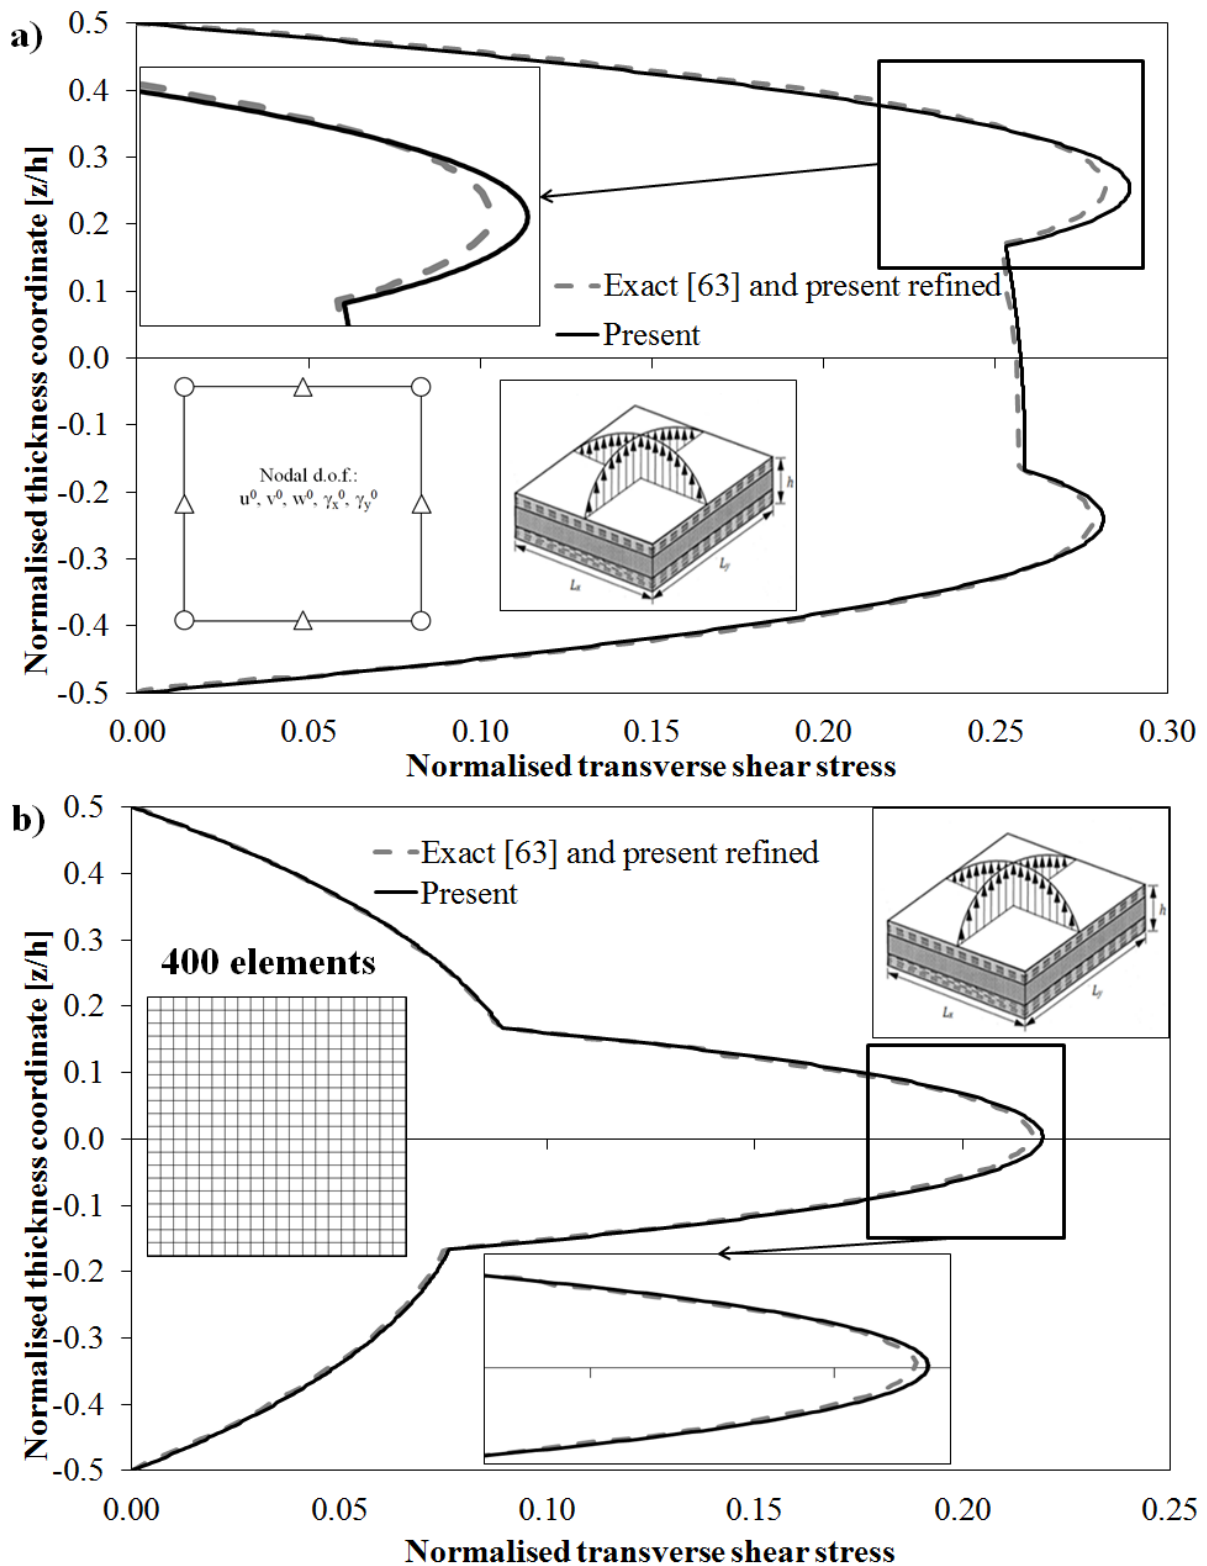 a)
Normalised thickness coordinate [z/h]
0.5
0.4
0.3
0.2
0.1
0.0
-0.1
-0.2
-0.3
-0.4
-0.5
Exact [63] and present refined
Present
Nodal d.o.f.:
u⁰, v⁰, w⁰, γₓ⁰, γᵧ⁰
h
Lₓ
Lᵧ
0.00 0.05 0.10 0.15 0.20 0.25 0.30
Normalised transverse shear stress
b)
Normalised thickness coordinate [z/h]
0.5
0.4
0.3
0.2
0.1
0.0
-0.1
-0.2
-0.3
-0.4
-0.5
Exact [63] and present refined
Present
400 elements
h
Lₓ
Lᵧ
0.00 0.05 0.10 0.15 0.20 0.25
Normalised transverse shear stress